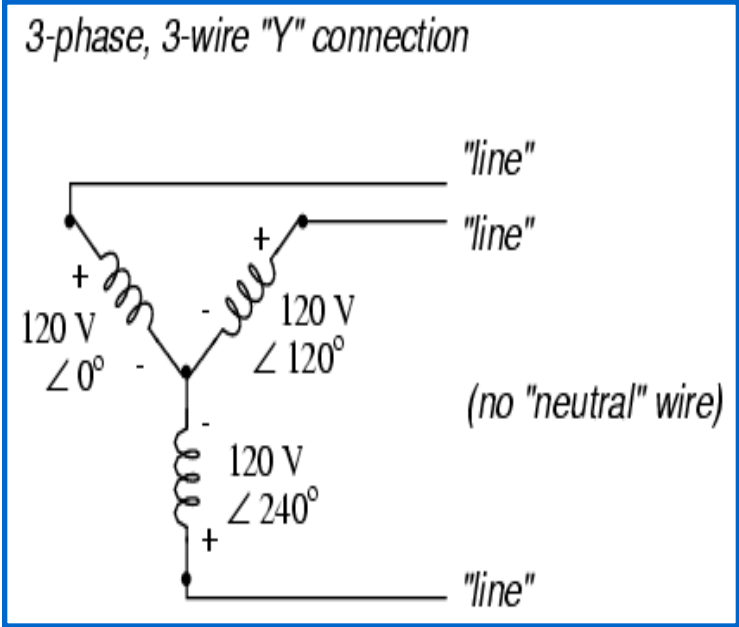 3-phase, 3-wire "Y" connection
"line"
"line"
+
+
-
120 V
120 V
∠ 0°
-
∠ 120°
(no "neutral" wire)
-
120 V
∠ 240°
+
"line"